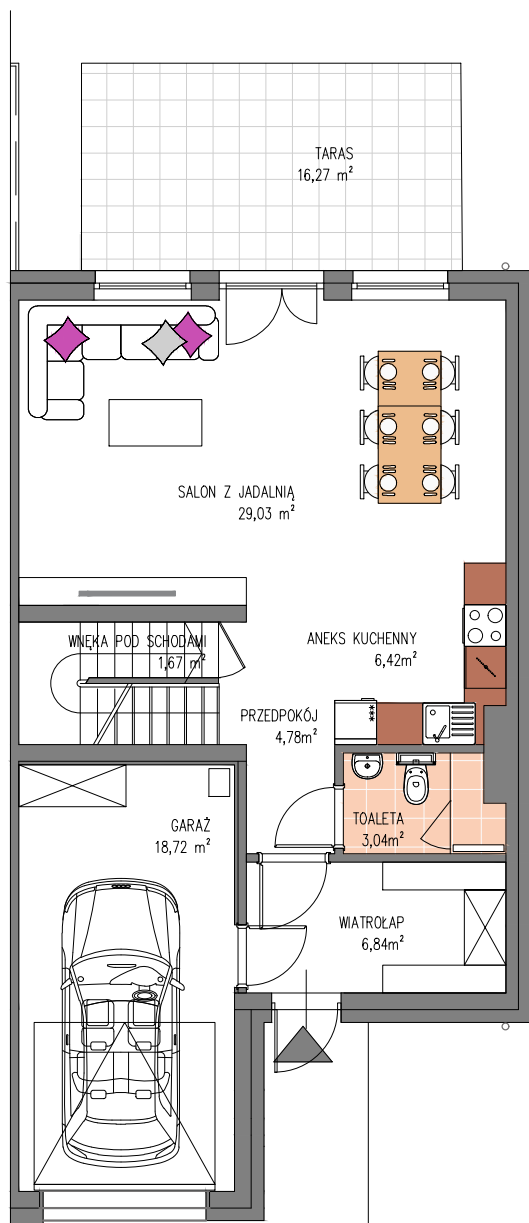 TARAS
16,27 m²
SALON Z JADALNIĄ
29,03 m²
WNĘKA POD SCHODAMI
1,67 m²
ANEKS KUCHENNY
6,42m²
PRZEDPOKÓJ
4,78m²
GARAŻ
18,72 m²
TOALETA
3,04m²
WIATROŁAP
6,84m²